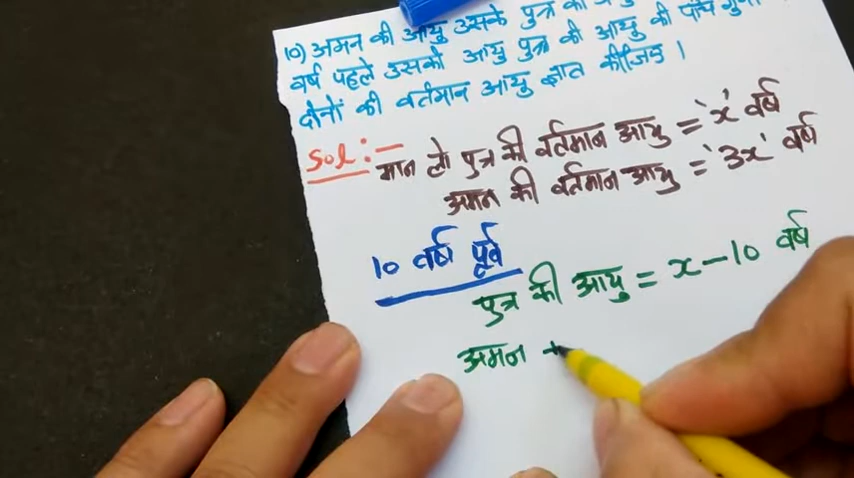 10) अमन की आयु उसके पुत्र की
वर्ष पहले उसकी आयु पुत्र की आयु की पाँच गुनी
दोनों की वर्तमान आयु ज्ञात कीजिए ।
Sol:- मान लो पुत्र की वर्तमान आयु = 'x' वर्ष
अमन की वर्तमान आयु = '3x' वर्ष
10 वर्ष पूर्व
पुत्र की आयु = x-10 वर्ष
अमन